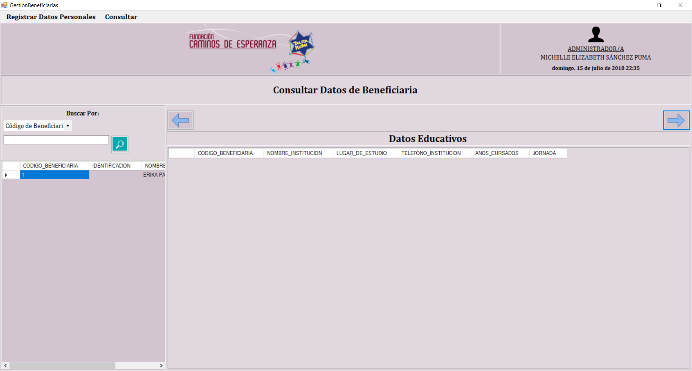 GestionBeneficiarias
Registrar Datos Personales Consultar
FUNDACIÓN
CAMINOS DE ESPERANZA
ADMINISTRADOR/A
MICHELLE ELIZABETH SÁNCHEZ PUMA
domingo, 15 de julio de 2018 22:35
Consultar Datos de Beneficiaria
Buscar Por:
Código de Beneficiari
Datos Educativos
CODIGO_BENEFICIARIA IDENTIFICACION NOMBRE
1 ERIKA PA
CODIGO_BENEFICIARIA NOMBRE_INSTITUCION LUGAR_DE_ESTUDIO TELEFONO_INSTITUCION ANOS_CURSADOS JORNADA